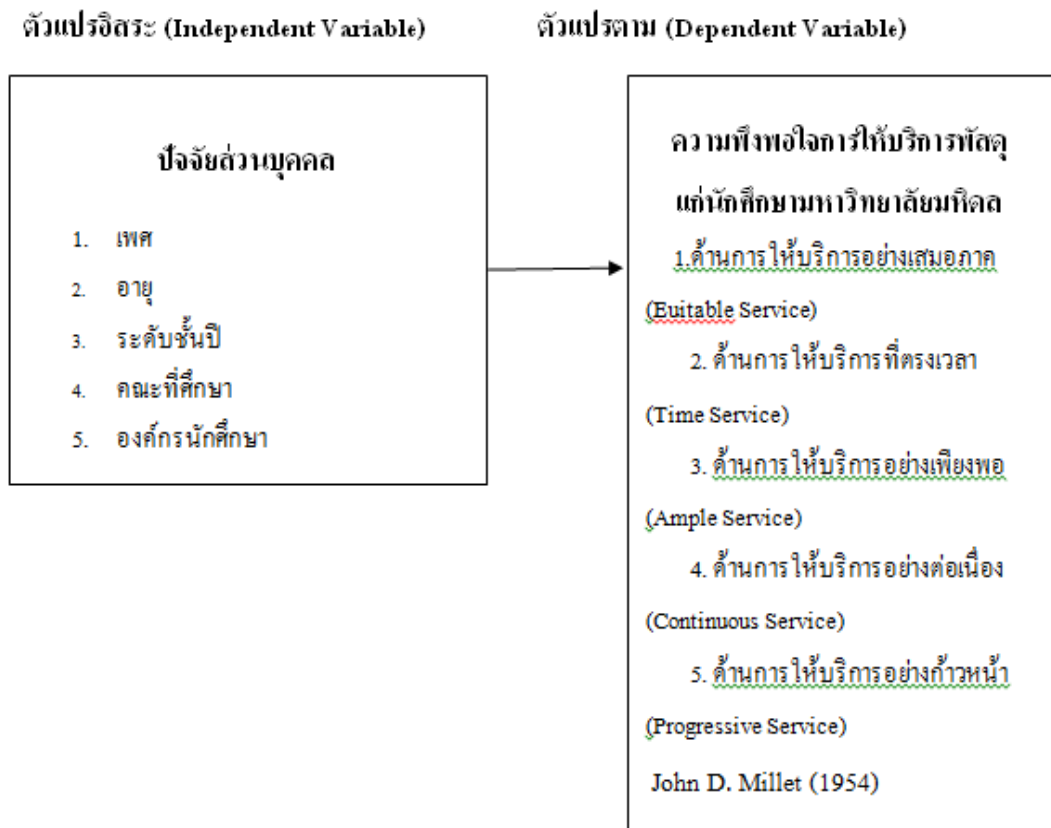 ตัวแปรอิสระ (Independent Variable)
ตัวแปรตาม (Dependent Variable)
ปัจจัยส่วนบุคคล
1. เพศ
2. อายุ
3. ระดับชั้นปี
4. คณะที่ศึกษา
5. องค์กรนักศึกษา
ความพึงพอใจการให้บริการพัสดุ
แก่นักศึกษามหาวิทยาลัยมหิดล
1.ด้านการให้บริการอย่างเสมอภาค
(Euitable Service)
2. ด้านการให้บริการที่ตรงเวลา
(Time Service)
3. ด้านการให้บริการอย่างเพียงพอ
(Ample Service)
4. ด้านการให้บริการอย่างต่อเนื่อง
(Continuous Service)
5. ด้านการให้บริการอย่างก้าวหน้า
(Progressive Service)
John D. Millet (1954)